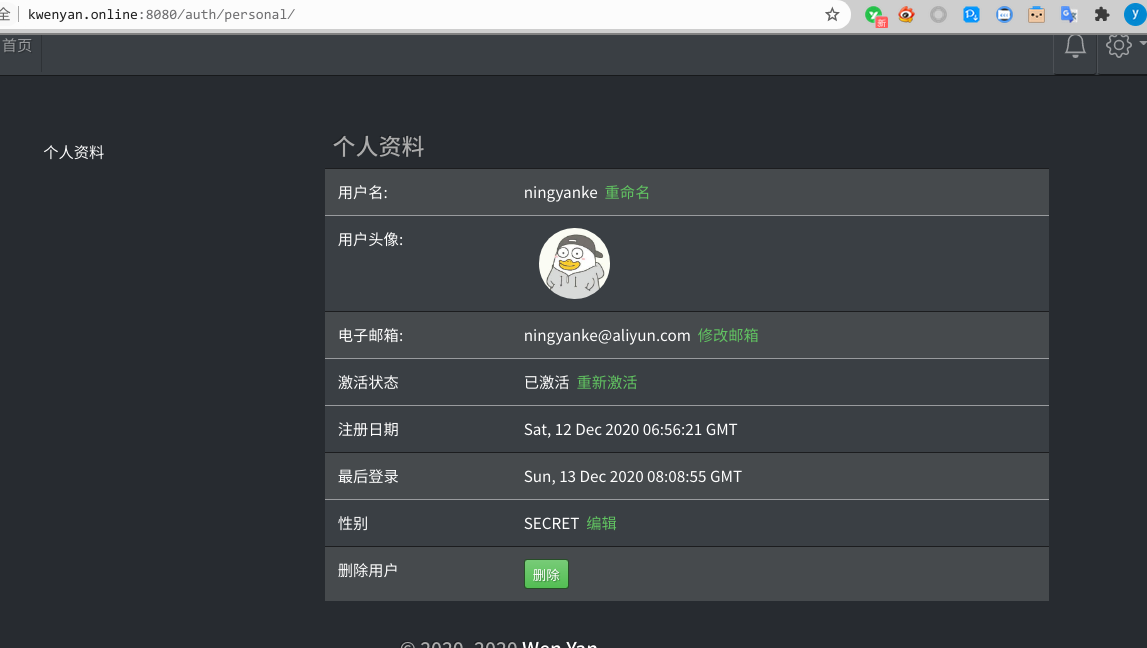 全 kwenyan.online:8080/auth/personal/
新
首页
个人资料
个人资料
用户名: ningyanke 重命名
用户头像:
电子邮箱: ningyanke@aliyun.com 修改邮箱
激活状态 已激活 重新激活
注册日期 Sat, 12 Dec 2020 06:56:21 GMT
最后登录 Sun, 13 Dec 2020 08:08:55 GMT
性别 SECRET 编辑
删除用户 删除
© 2020-2020 Wen Yan